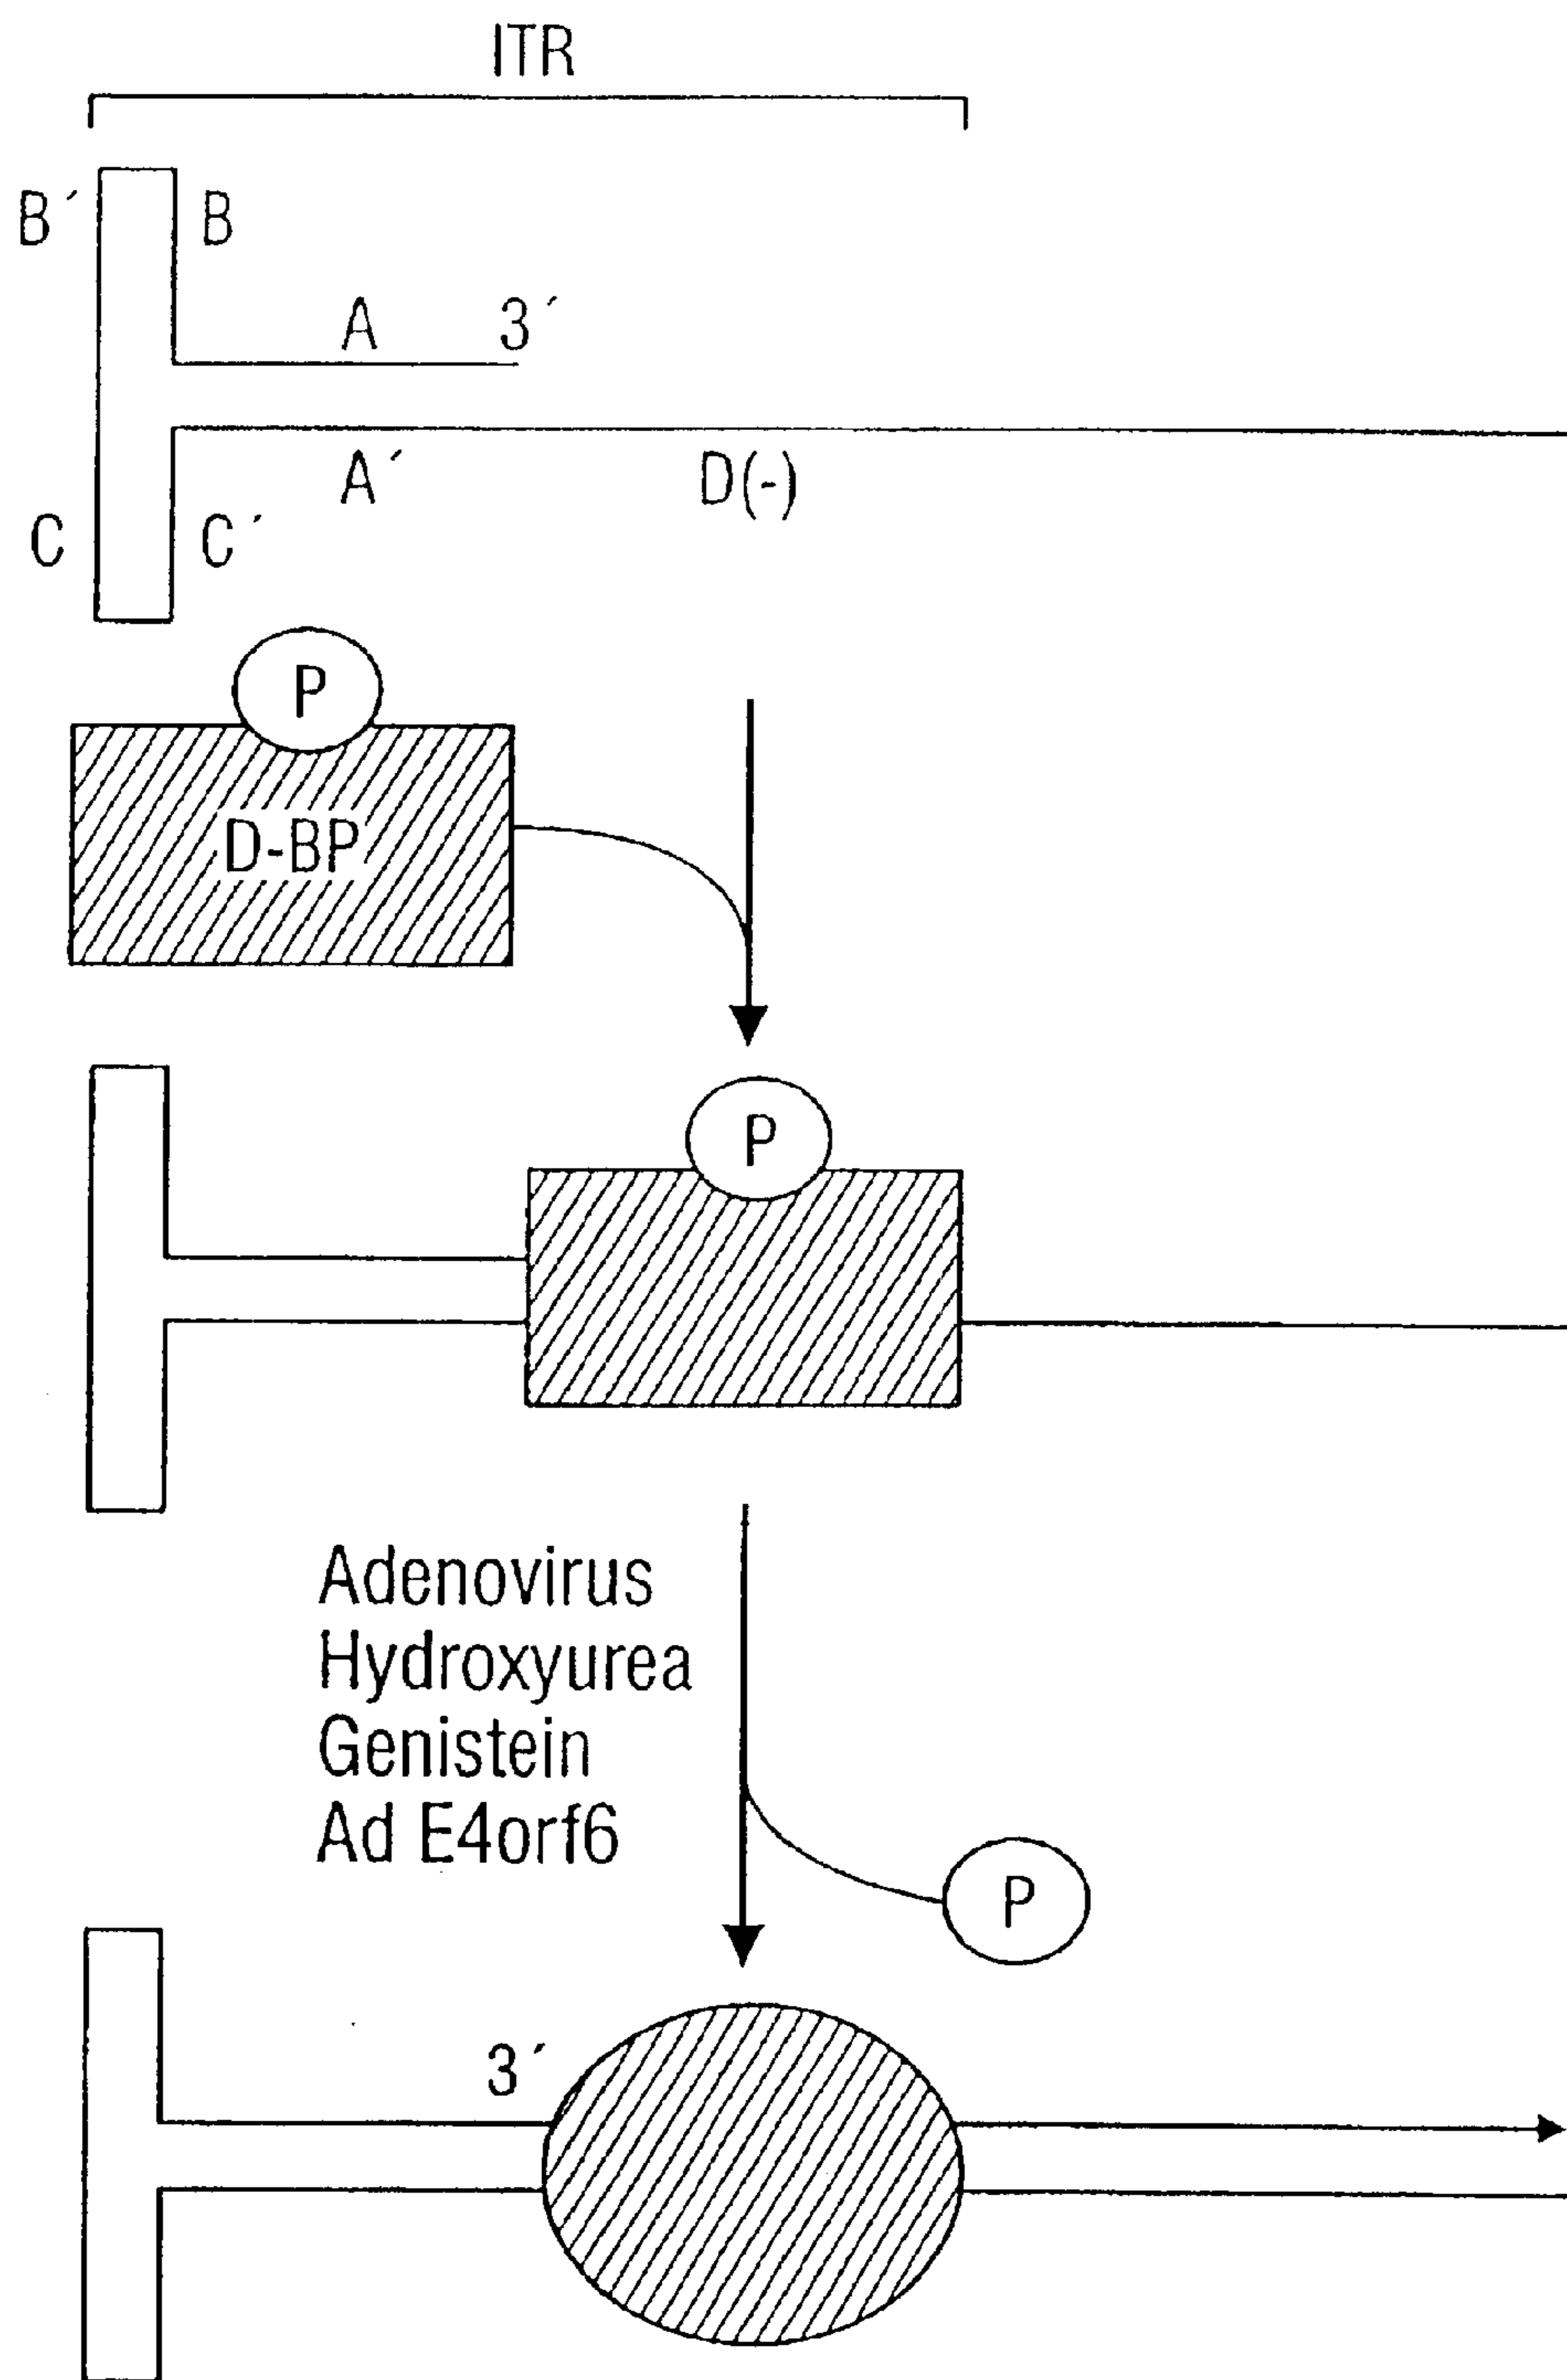 ITR
B´ B
A 3´
A´ D(-)
C C´
P
D-BP
P
Adenovirus
Hydroxyurea
Genistein
Ad E4orf6
P
3´